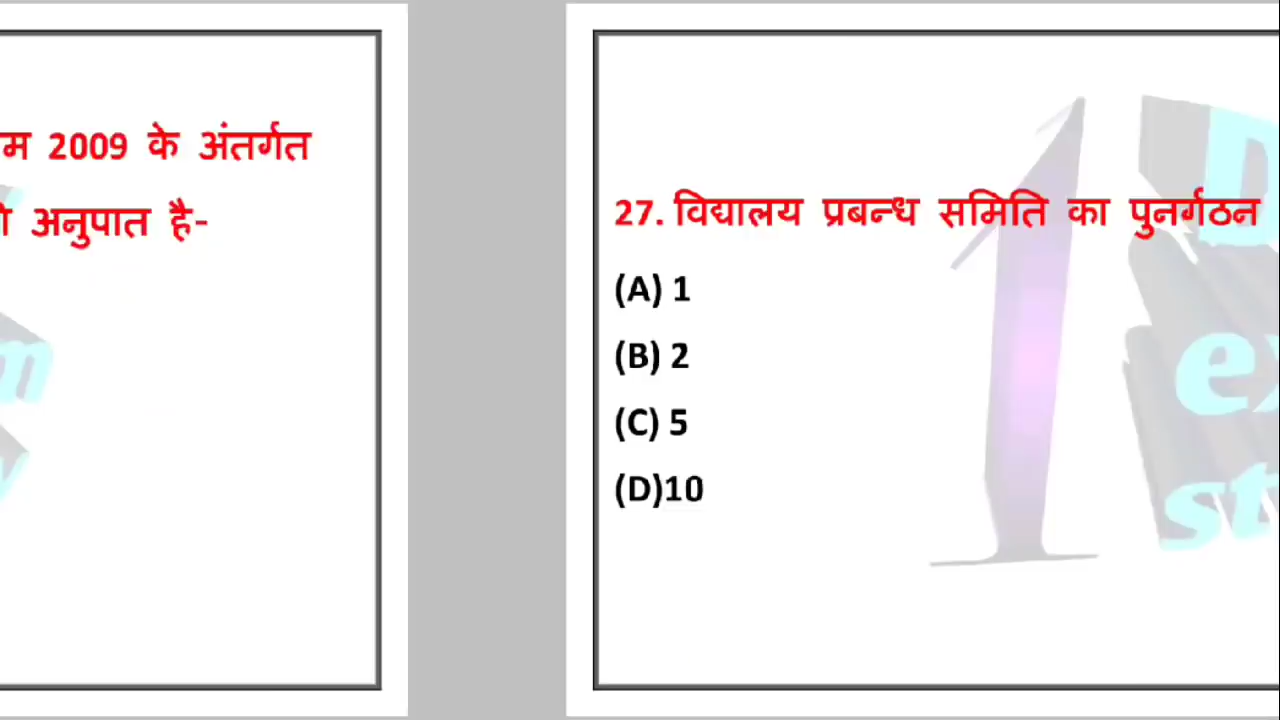 2009 के अंतर्गत
अनुपात है-
27. विद्यालय प्रबन्ध समिति का पुनर्गठन
(A) 1
(B) 2
(C) 5
(D)10